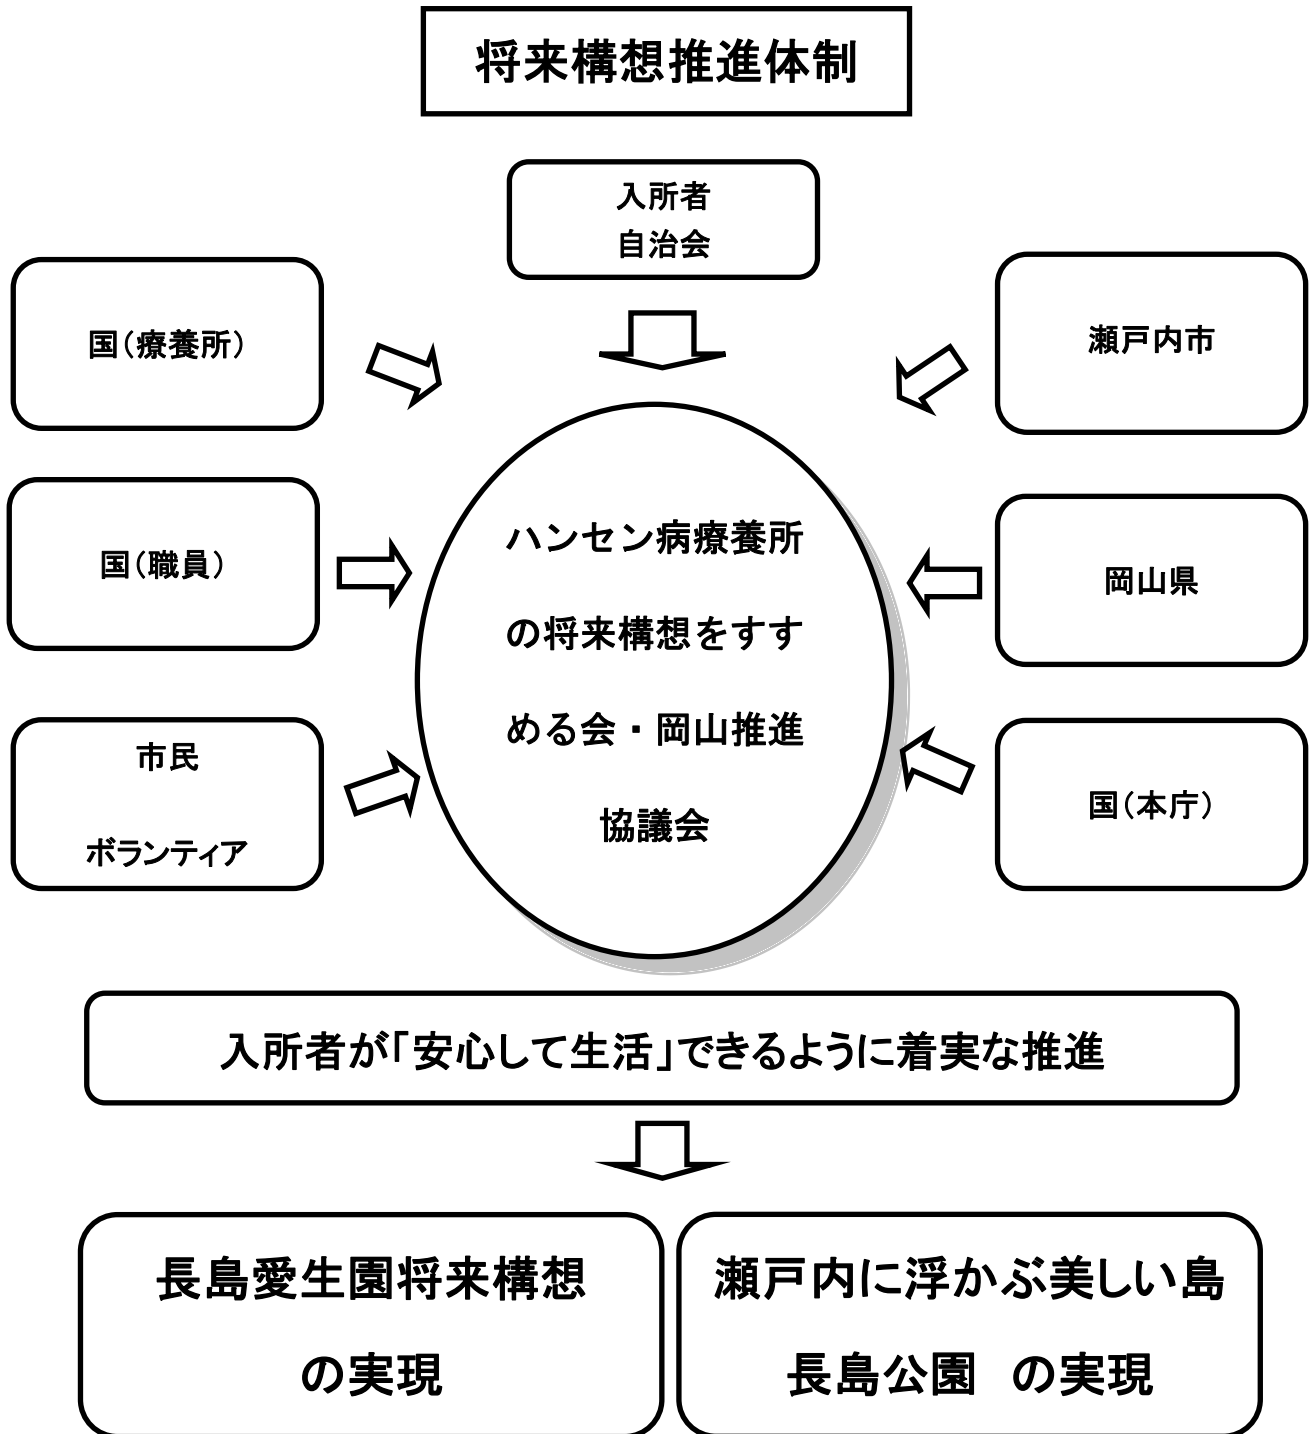 将来構想推進体制
入所者
自治会
国（療養所）
瀬戸内市
国（職員）
岡山県
市民
ボランティア
国（本庁）
ハンセン病療養所
の将来構想をすす
める会・岡山推進
協議会
入所者が「安心して生活」できるように着実な推進
長島愛生園将来構想
の実現
瀬戸内に浮かぶ美しい島
長島公園　の実現